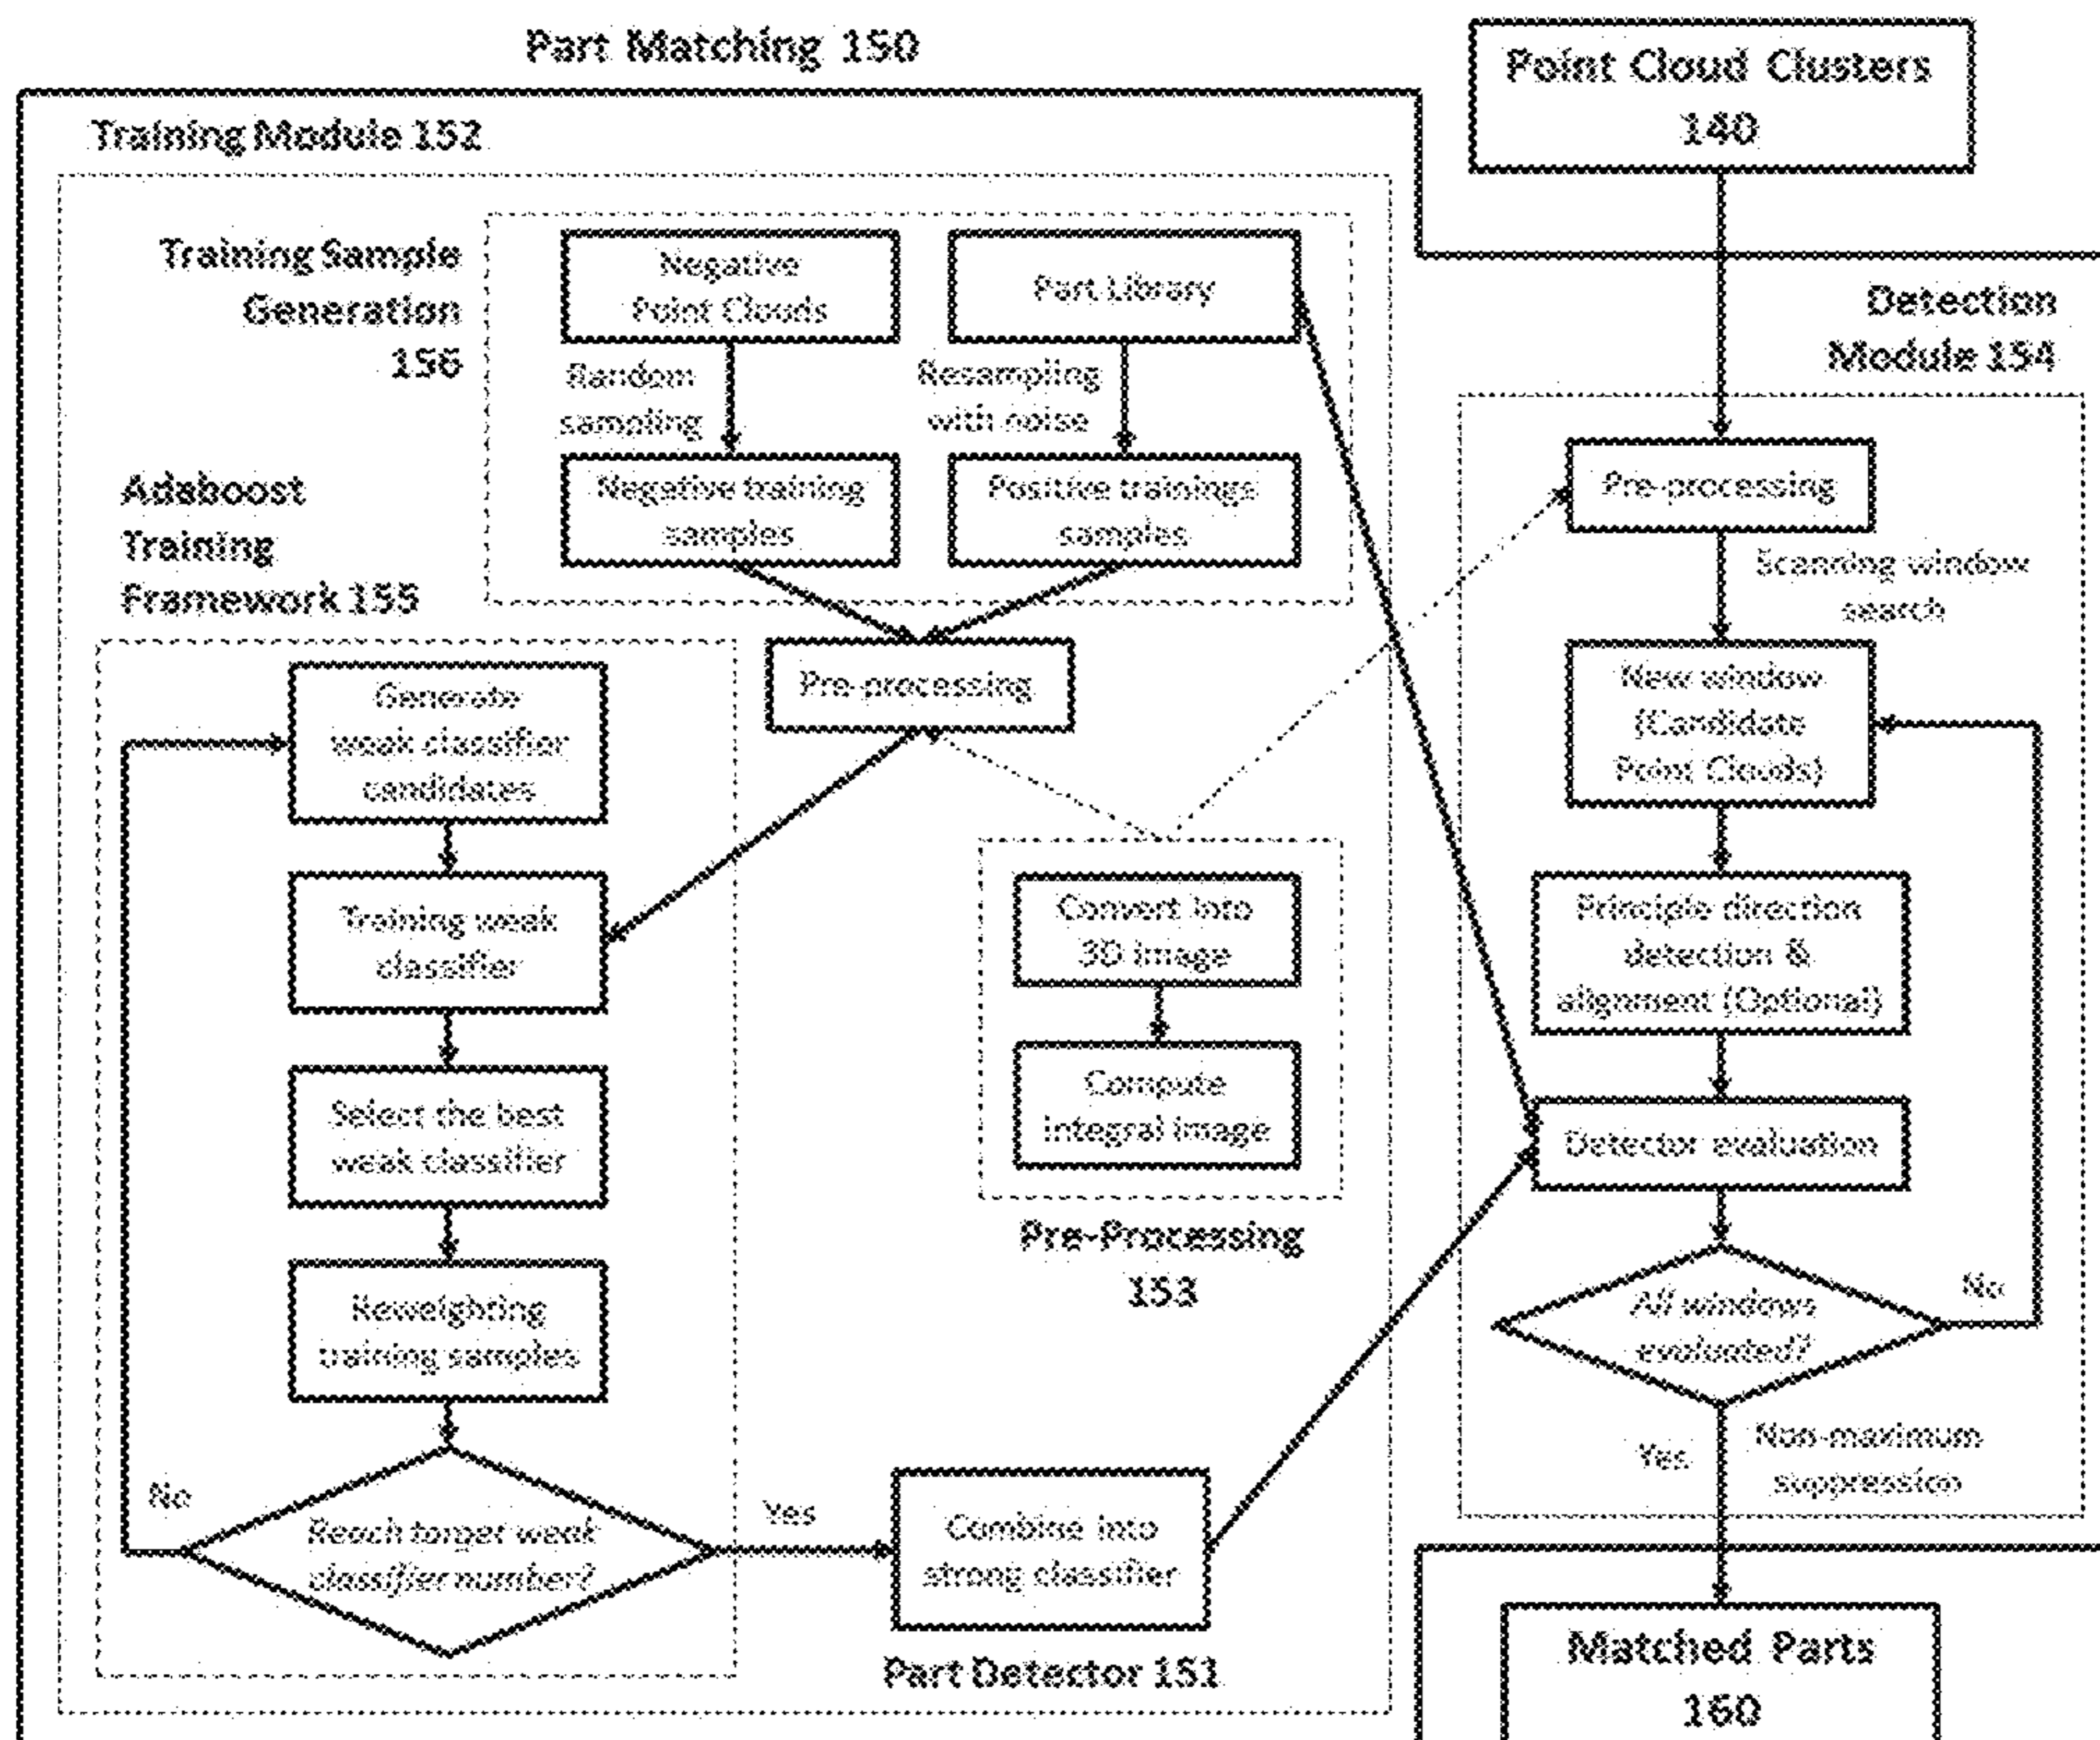 Part Matching 150
Point Cloud Clusters
140
Training Module 152
Training Sample
Generation
156
Negative
Point Clouds
Part Library
Random
sampling
Resampling
with noise
Negative training
samples
Positive trainings
samples
Adaboost
Training
Framework 155
Pre-processing
Generate
weak classifier
candidates
Training weak
classifier
Select the best
weak classifier
Reweighting
training samples
Reach target weak
classifier number?
No
Yes
Convert into
3D image
Compute
integral image
Pre-Processing
153
Combine into
strong classifier
Part Detector 151
Detection
Module 154
Pre-processing
Scanning window
search
New window
(Candidate
Point Clouds)
Principle direction
detection &
alignment (Optional)
Detector evaluation
All windows
evaluated?
No
Yes
Non-maximum
suppression
Matched Parts
160